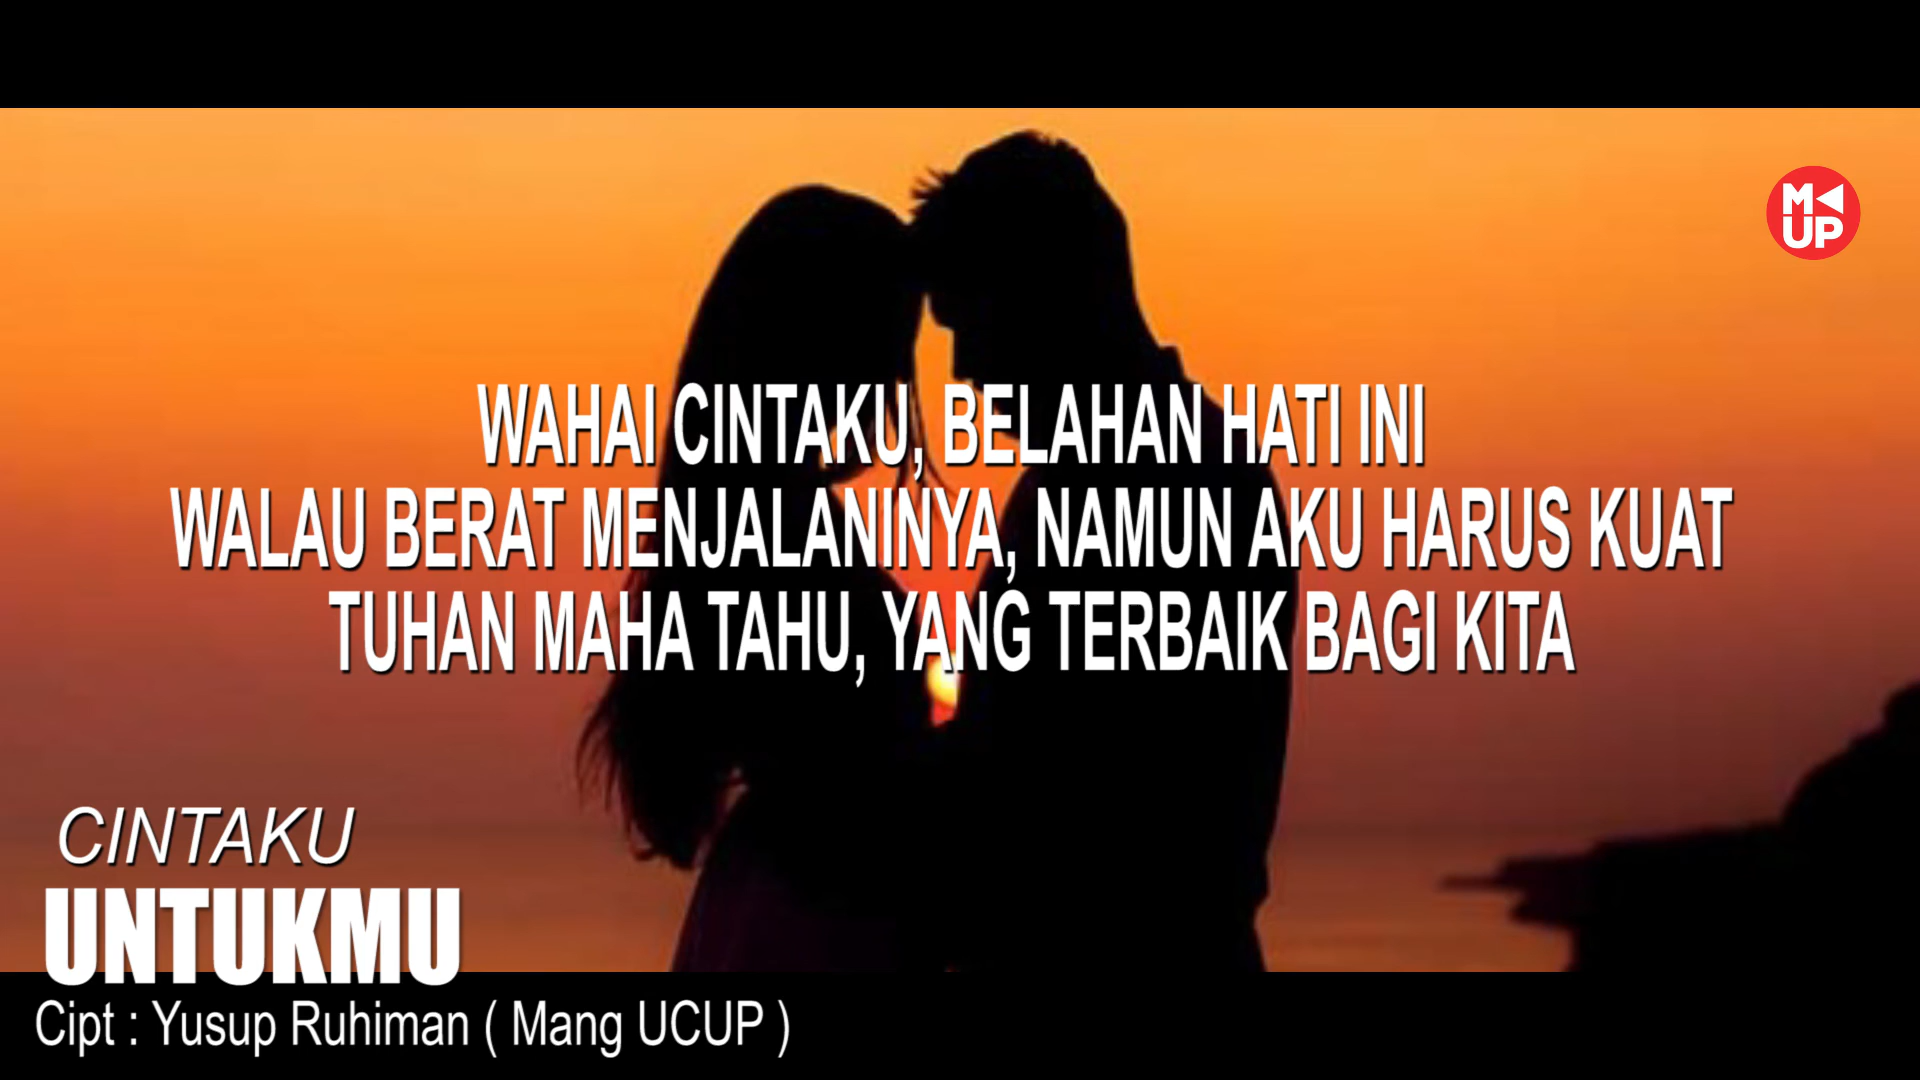 M
UP
WAHAI CINTAKU, BELAHAN HATI INI
WALAU BERAT MENJALANINYA, NAMUN AKU HARUS KUAT
TUHAN MAHA TAHU, YANG TERBAIK BAGI KITA
CINTAKU
UNTUKMU
Cipt : Yusup Ruhiman ( Mang UCUP )